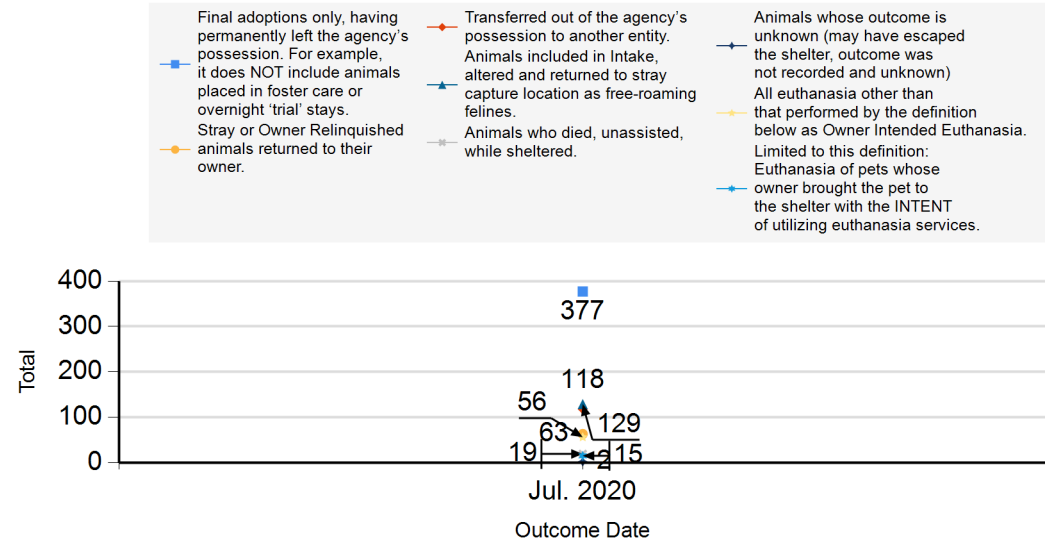 Final adoptions only, having
permanently left the agency's
possession. For example,
it does NOT include animals
placed in foster care or
overnight ‘trial’ stays.
Stray or Owner Relinquished
animals returned to their
owner.
Transferred out of the agency’s
possession to another entity.
Animals included in Intake,
altered and returned to stray
capture location as free-roaming
felines.
Animals who died, unassisted,
while sheltered.
Animals whose outcome is
unknown (may have escaped
the shelter, outcome was
not recorded and unknown)
All euthanasia other than
that performed by the definition
below as Owner Intended Euthanasia.
Limited to this definition:
Euthanasia of pets whose
owner brought the pet to
the shelter with the INTENT
of utilizing euthanasia services.
400
300
200
100
0
Total
377
118
56
129
63
19
2
15
Jul. 2020
Outcome Date